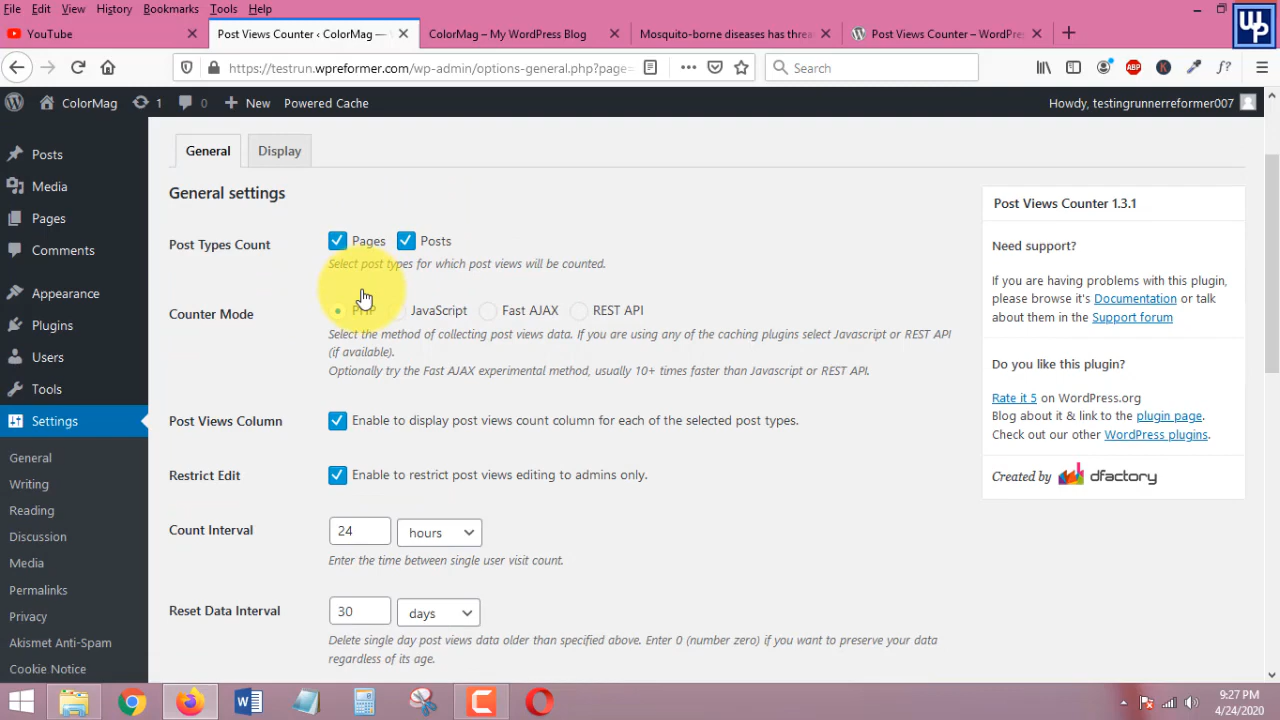 File Edit View History Bookmarks Tools Help
YouTube
Post Views Counter ‹ ColorMag —
ColorMag – My WordPress Blog
Mosquito-borne diseases has threa
Post Views Counter – WordPres
https://testrun.wpreformer.com/wp-admin/options-general.php?page=
Search
ABP
K
f?
ColorMag
1
0
New
Powered Cache
Howdy, testingrunnerreformer007
Posts
Media
Pages
Comments
Appearance
Plugins
Users
Tools
Settings
General
Writing
Reading
Discussion
Media
Permalinks
Privacy
Akismet Anti-Spam
Cookie Notice
General
Display
General settings
Post Types Count
Pages Posts
Select post types for which post views will be counted.
Counter Mode
PHP JavaScript Fast AJAX REST API
Select the method of collecting post views data. If you are using any of the caching plugins select Javascript or REST API
(if available).
Optionally try the Fast AJAX experimental method, usually 10+ times faster than Javascript or REST API.
Post Views Column
Enable to display post views count column for each of the selected post types.
Restrict Edit
Enable to restrict post views editing to admins only.
Count Interval
24 hours
Enter the time between single user visit count.
Reset Data Interval
30 days
Delete single day post views data older than specified above. Enter 0 (number zero) if you want to preserve your data
regardless of its age.
Post Views Counter 1.3.1
Need support?
If you are having problems with this plugin,
please browse it's Documentation or talk
about them in the Support forum
Do you like this plugin?
Rate it 5 on WordPress.org
Blog about it & link to the plugin page.
Check out our other WordPress plugins.
Created by dfactory
9:27 PM
4/24/2020